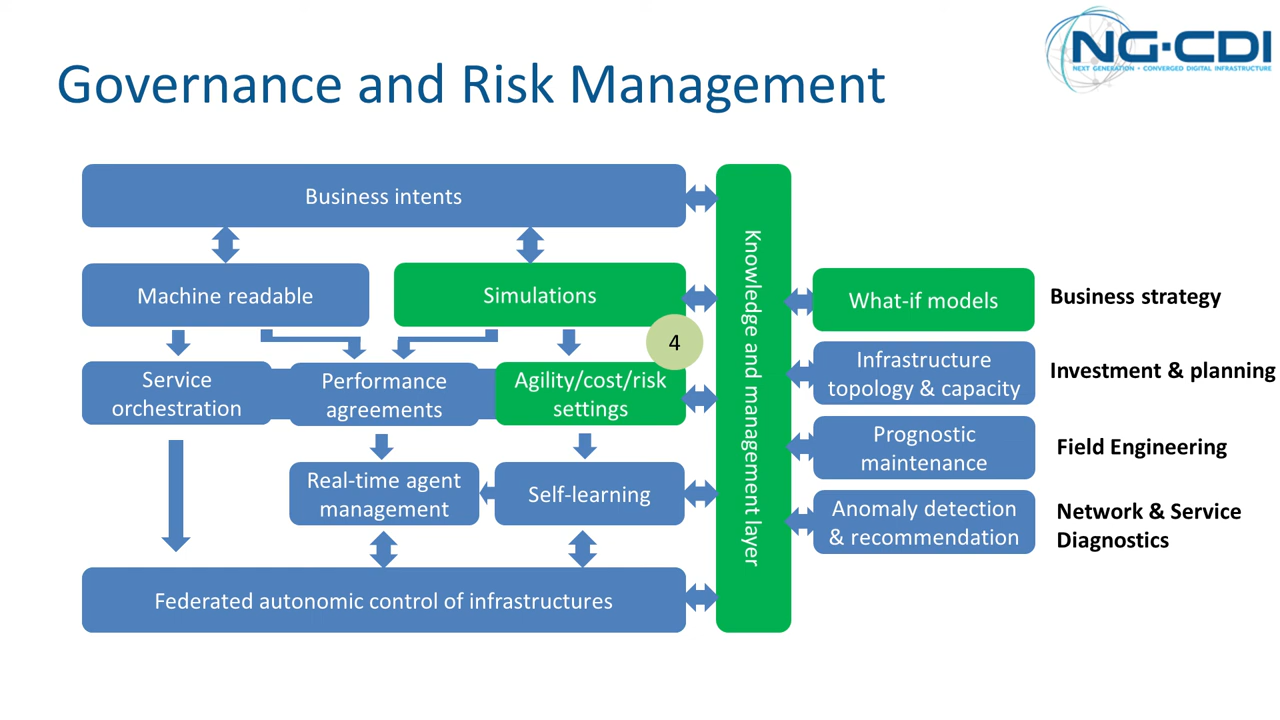 NG-CDI
NEXT GENERATION - CONVERGED DIGITAL INFRASTRUCTURE
Governance and Risk Management
Business intents
Machine readable
Simulations
4
Service
orchestration
Performance
agreements
Agility/cost/risk
settings
Real-time agent
management
Self-learning
Federated autonomic control of infrastructures
Knowledge and management layer
What-if models
Business strategy
Infrastructure
topology & capacity
Investment & planning
Prognostic
maintenance
Field Engineering
Anomaly detection
& recommendation
Network & Service
Diagnostics